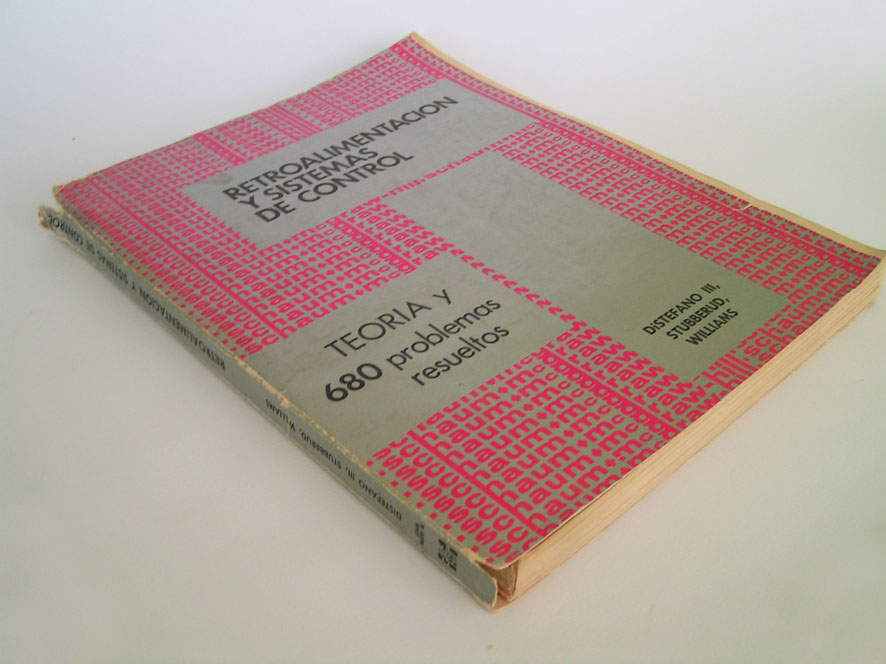 RETROALIMENTACION
Y SISTEMAS
DE CONTROL
TEORIA y
680 problemas
resueltos
DiSTEFANO III,
STUBBERUD,
WILLIAMS
RETROALIMENTACION Y SISTEMAS DE CONTROL
DiSTEFANO III, STUBBERUD, WILLIAMS